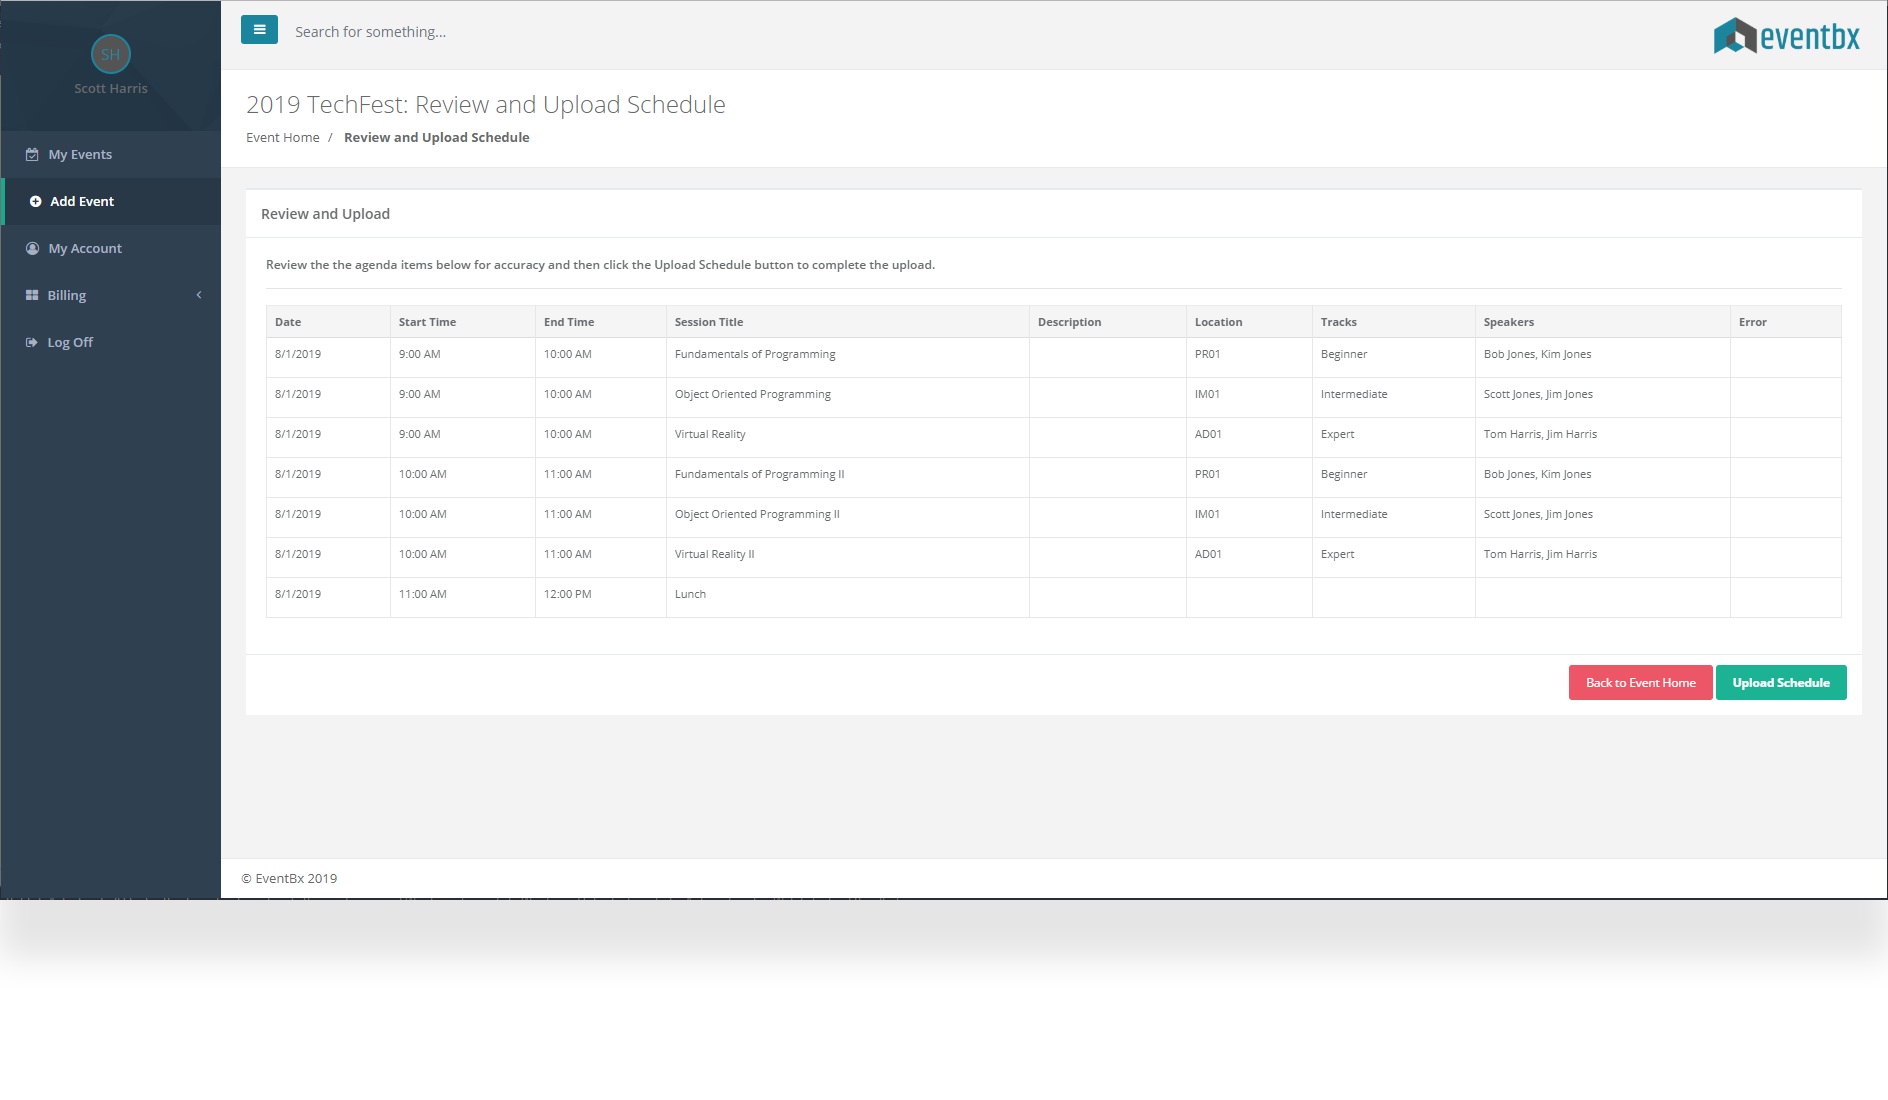 SH
Scott Harris
My Events
Add Event
My Account
Billing
Log Off
Search for something...
eventbx
2019 TechFest: Review and Upload Schedule
Event Home / Review and Upload Schedule
Review and Upload
Review the the agenda items below for accuracy and then click the Upload Schedule button to complete the upload.
Date Start Time End Time Session Title Description Location Tracks Speakers Error
8/1/2019 9:00 AM 10:00 AM Fundamentals of Programming PR01 Beginner Bob Jones, Kim Jones
8/1/2019 9:00 AM 10:00 AM Object Oriented Programming IM01 Intermediate Scott Jones, Jim Jones
8/1/2019 9:00 AM 10:00 AM Virtual Reality AD01 Expert Tom Harris, Jim Harris
8/1/2019 10:00 AM 11:00 AM Fundamentals of Programming II PR01 Beginner Bob Jones, Kim Jones
8/1/2019 10:00 AM 11:00 AM Object Oriented Programming II IM01 Intermediate Scott Jones, Jim Jones
8/1/2019 10:00 AM 11:00 AM Virtual Reality II AD01 Expert Tom Harris, Jim Harris
8/1/2019 11:00 AM 12:00 PM Lunch
Back to Event Home Upload Schedule
© EventBx 2019